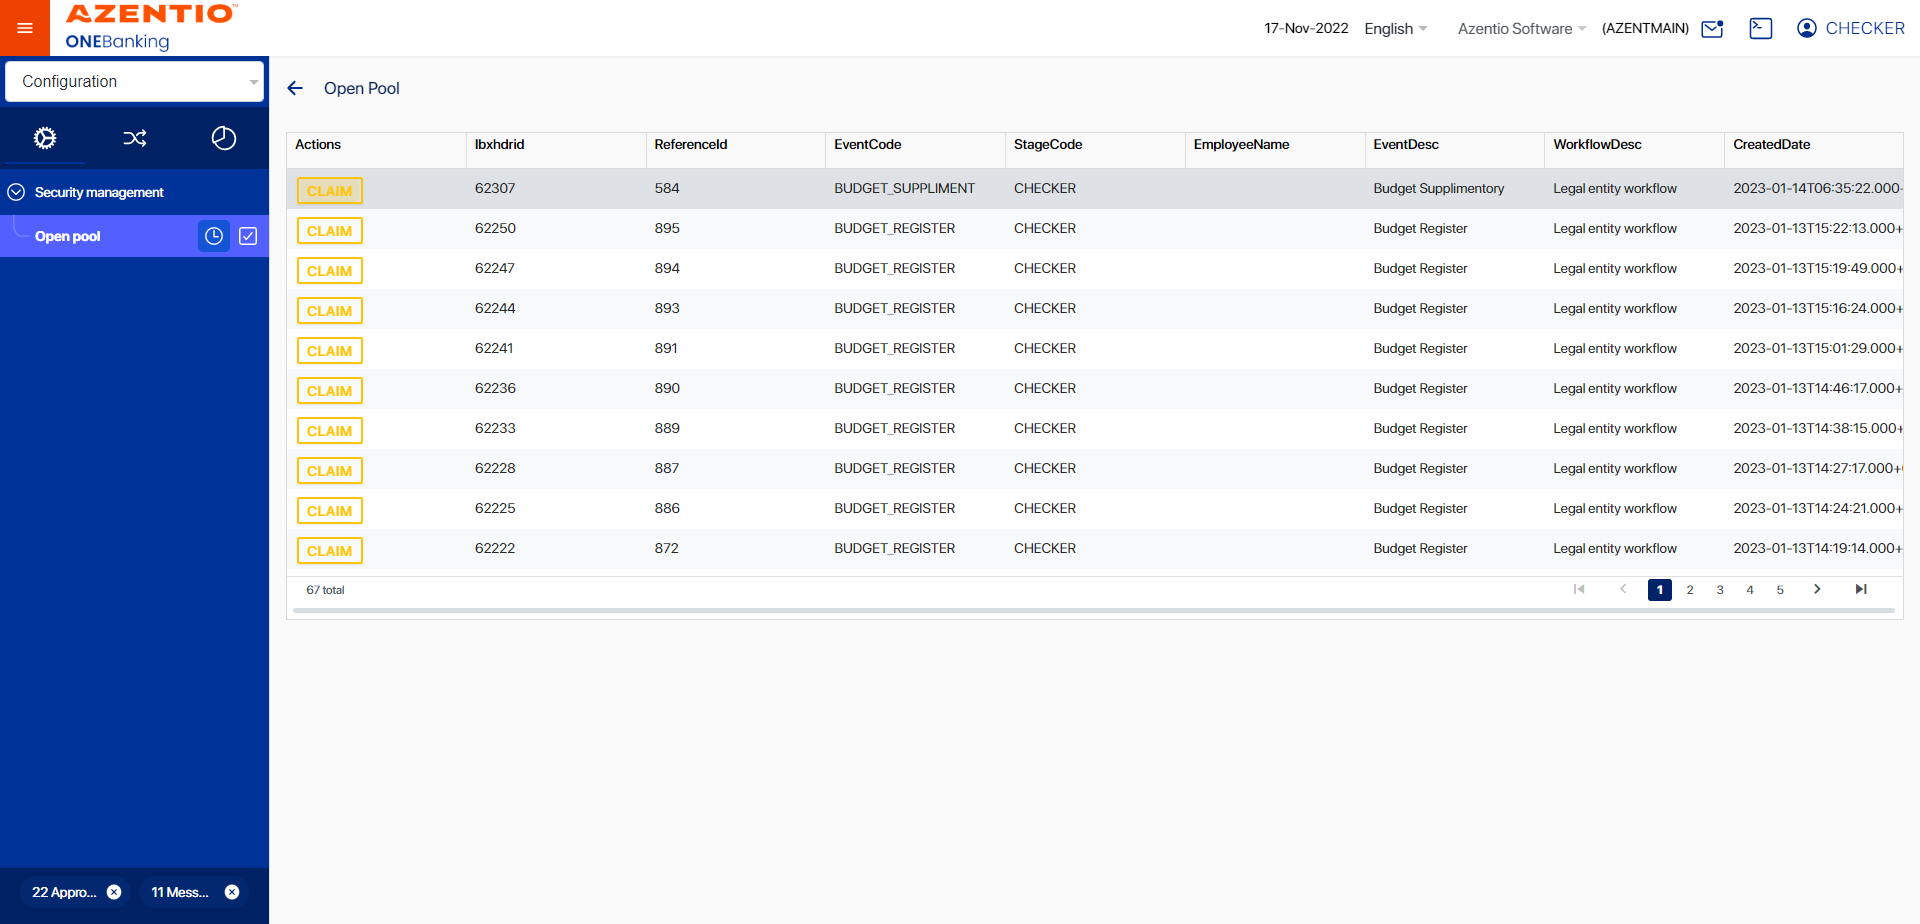 AZENTIO™
ONEBanking
17-Nov-2022 English Azentio Software (AZENTMAIN) CHECKER
Configuration
Open Pool
Security management
Open pool
Actions Ibxhdrid ReferenceId EventCode StageCode EmployeeName EventDesc WorkflowDesc CreatedDate
CLAIM 62307 584 BUDGET_SUPPLIMENT CHECKER Budget Supplimentory Legal entity workflow 2023-01-14T06:35:22.000-
CLAIM 62250 895 BUDGET_REGISTER CHECKER Budget Register Legal entity workflow 2023-01-13T15:22:13.000+
CLAIM 62247 894 BUDGET_REGISTER CHECKER Budget Register Legal entity workflow 2023-01-13T15:19:49.000+
CLAIM 62244 893 BUDGET_REGISTER CHECKER Budget Register Legal entity workflow 2023-01-13T15:16:24.000+
CLAIM 62241 891 BUDGET_REGISTER CHECKER Budget Register Legal entity workflow 2023-01-13T15:01:29.000+
CLAIM 62236 890 BUDGET_REGISTER CHECKER Budget Register Legal entity workflow 2023-01-13T14:46:17.000+
CLAIM 62233 889 BUDGET_REGISTER CHECKER Budget Register Legal entity workflow 2023-01-13T14:38:15.000+
CLAIM 62228 887 BUDGET_REGISTER CHECKER Budget Register Legal entity workflow 2023-01-13T14:27:17.000+
CLAIM 62225 886 BUDGET_REGISTER CHECKER Budget Register Legal entity workflow 2023-01-13T14:24:21.000+
CLAIM 62222 872 BUDGET_REGISTER CHECKER Budget Register Legal entity workflow 2023-01-13T14:19:14.000+
67 total 1 2 3 4 5
22 Appro... 11 Mess...